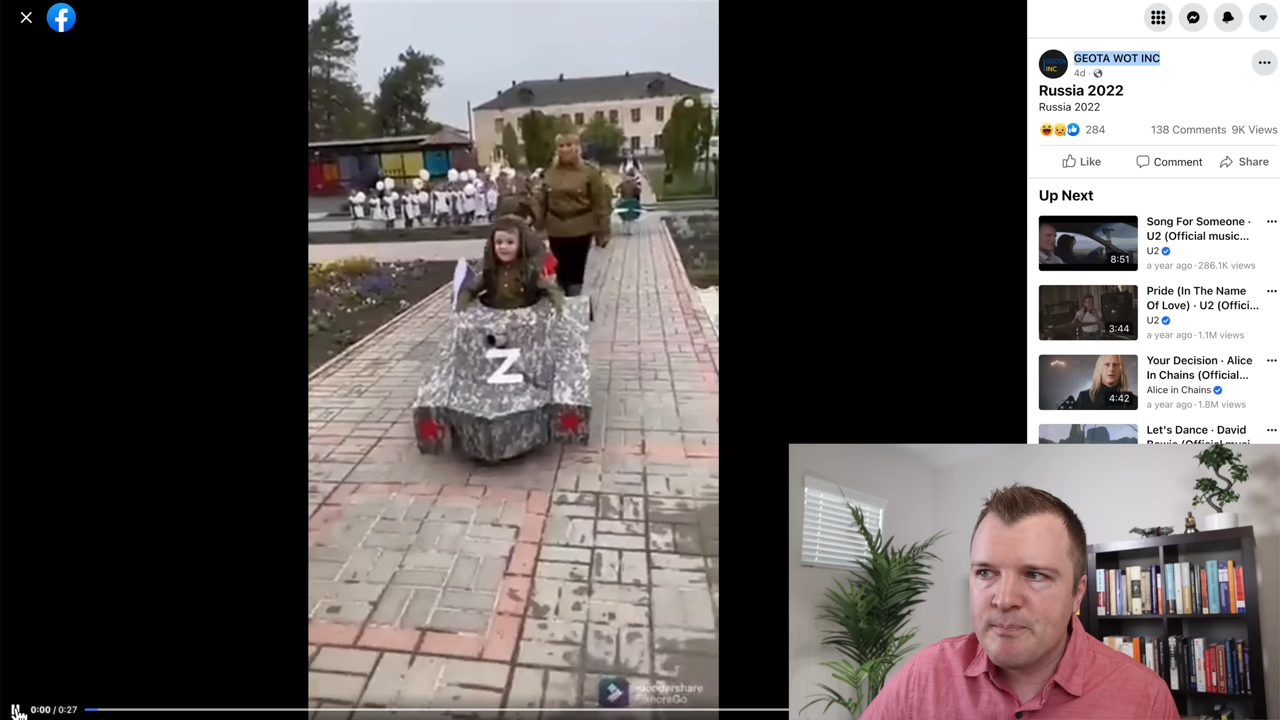 GEOTA WOT INC
4d
Russia 2022
Russia 2022
284
138 Comments 9K Views
Like
Comment
Share
Up Next
Song For Someone ·
U2 (Official music...
U2
a year ago · 286.1K views
8:51
Pride (In The Name
Of Love) · U2 (Offici...
U2
a year ago · 1.1M views
3:44
Your Decision · Alice
In Chains (Official...
Alice in Chains
a year ago · 1.8M views
4:42
Let's Dance · David
Z
0:00 / 0:27